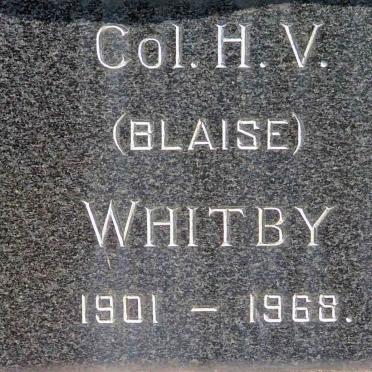 Col. H. V.
(BLAISE)
WHITBY
1901 – 1968.